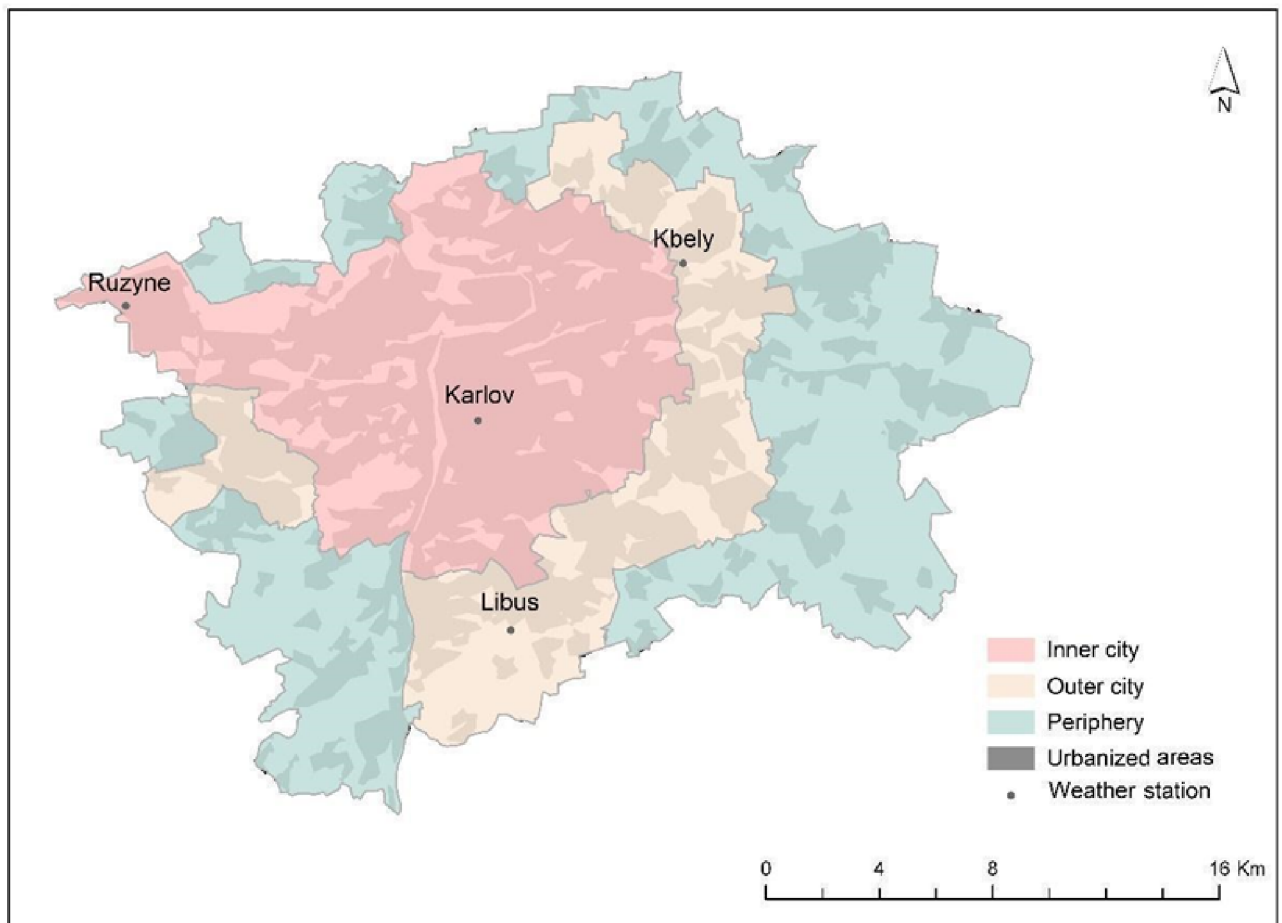 N
Kbely
Ruzyne
Karlov
Libus
Inner city
Outer city
Periphery
Urbanized areas
Weather station
0 4 8 16 Km